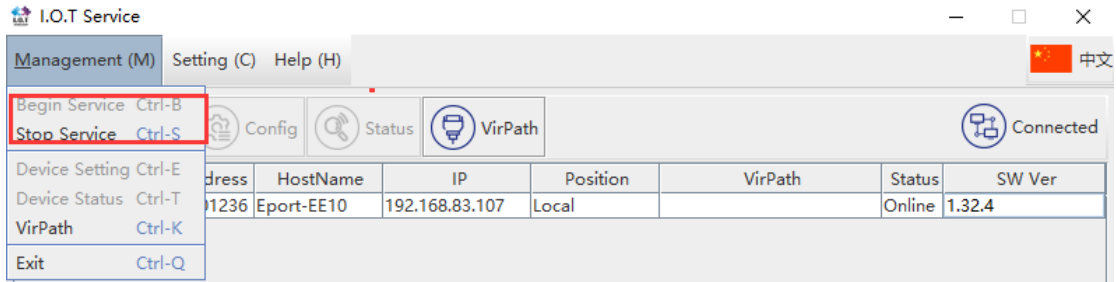 I.O.T Service
Management (M) Setting (C) Help (H) 中文
Begin Service Ctrl-B
Stop Service Ctrl-S
Config Status VirPath Connected
Device Setting Ctrl-E
Device Status Ctrl-T
VirPath Ctrl-K
Exit Ctrl-Q
dress HostName IP Position VirPath Status SW Ver
01236 Eport-EE10 192.168.83.107 Local Online 1.32.4